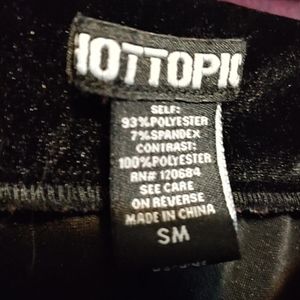 HOTTOPIC
SELF:
93%POLYESTER
7%SPANDEX
CONTRAST:
100%POLYESTER
RN# 120684
SEE CARE
ON REVERSE
MADE IN CHINA
SM